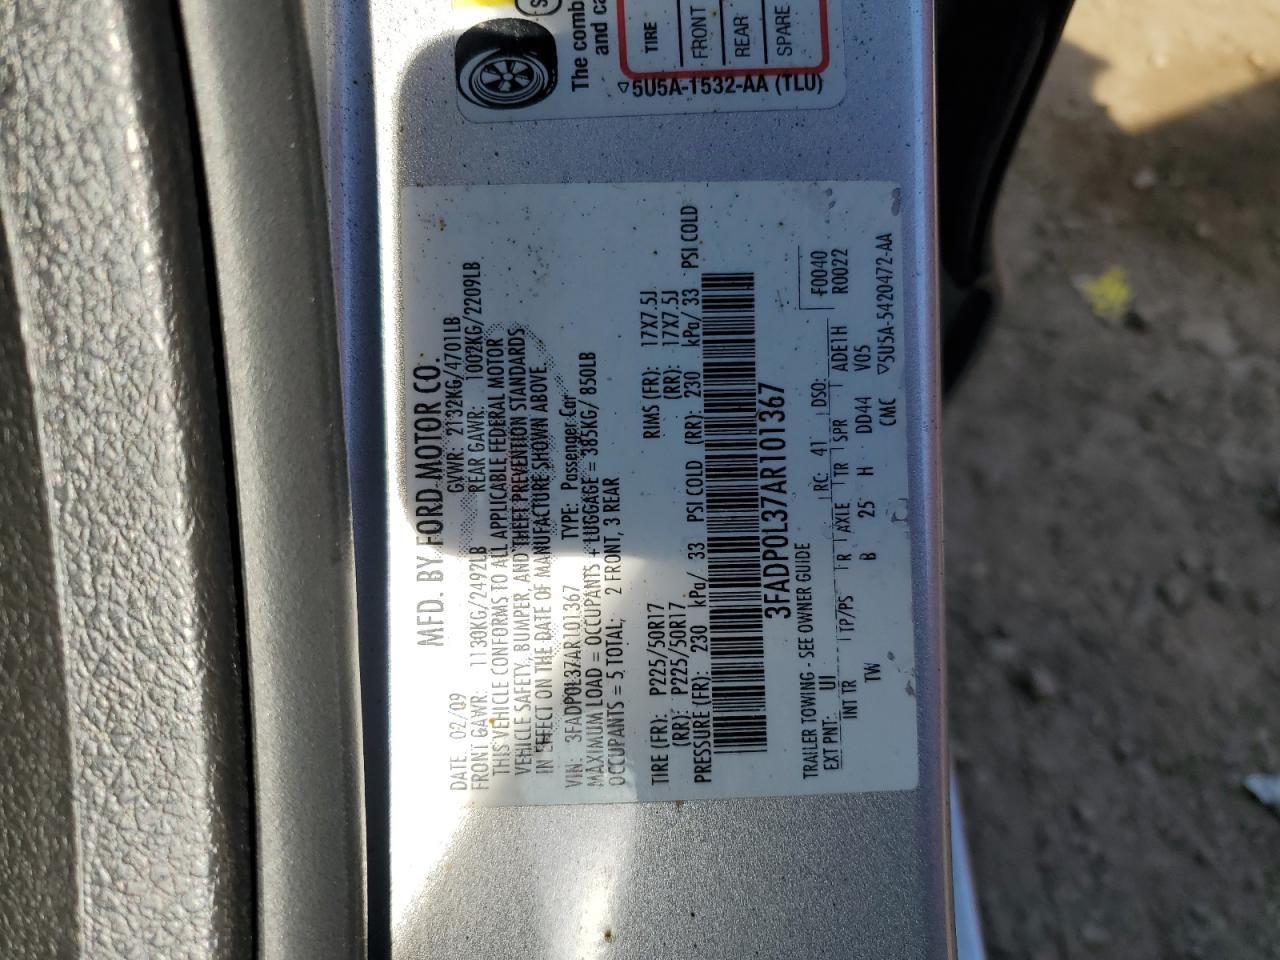 The comb
and ca
TIRE
FRONT
REAR
SPARE
5U5A-1532-AA (TLU)
MFD. BY FORD MOTOR CO.
DATE 02/09 GVWR: 2132KG/4701LB
FRONT GAWR: 1130KG/2492LB REAR GAWR: 1002KG/2209LB
THIS VEHICLE CONFORMS TO ALL APPLICABLE FEDERAL MOTOR
VEHICLE SAFETY, BUMPER, AND THEFT PREVENTION STANDARDS
IN EFFECT ON THE DATE OF MANUFACTURE SHOWN ABOVE.
VIN: 3FADP0L37AR101367 TYPE: Passenger Car
MAXIMUM LOAD = OCCUPANTS + LUGGAGE = 385KG/ 850LB
OCCUPANTS = 5 TOTAL; 2 FRONT, 3 REAR
TIRE (FR): P225/50R17 RIMS (FR): 17X7.5J
(RR): P225/50R17 (RR): 17X7.5J
PRESSURE (FR): 230 kPa/ 33 PSI COLD (RR): 230 kPa/ 33 PSI COLD
3FADP0L37AR101367
TRAILER TOWING - SEE OWNER GUIDE F0040
EXT PNT: UI RC: 41 DSO: R0022
INT TR TP/PS R AXLE TR SPR ADE1H
TW B 25 H DD44 V05
CMC 5U5A-5420472-AA